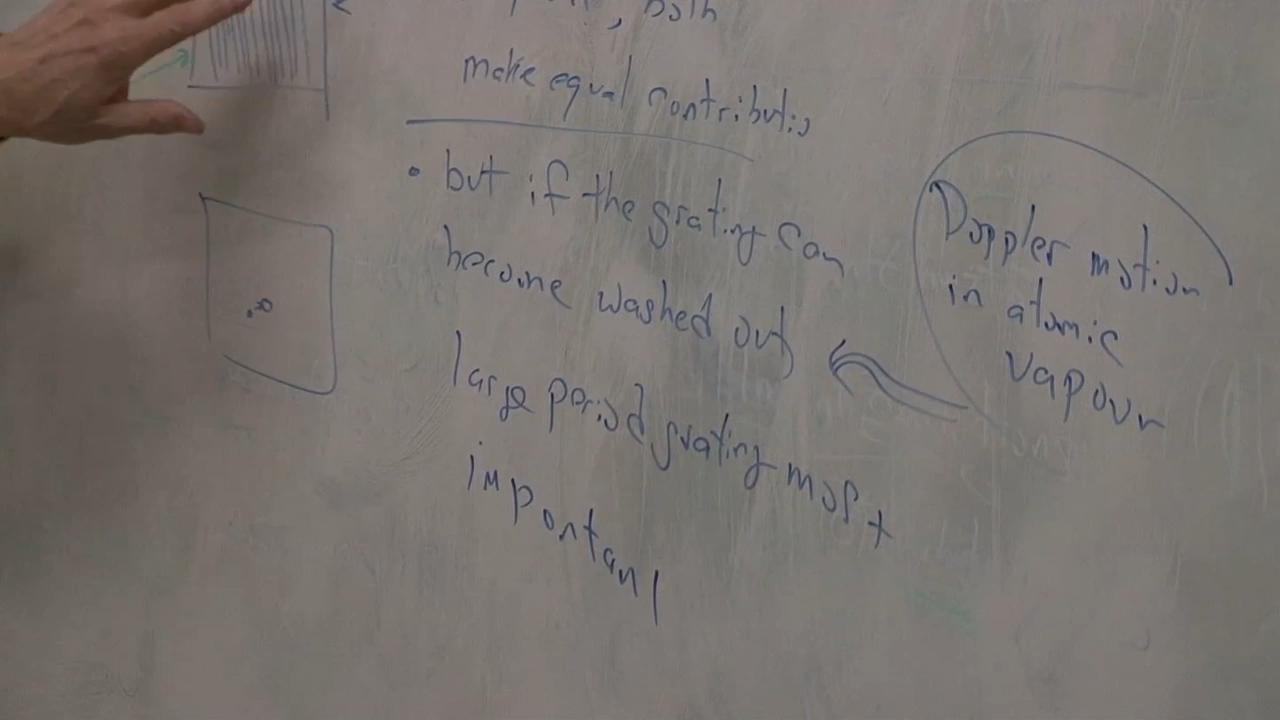 both
make equal contributio
• but if the grating can
become washed out
large period grating most
important
Doppler motion
in atomic
vapour